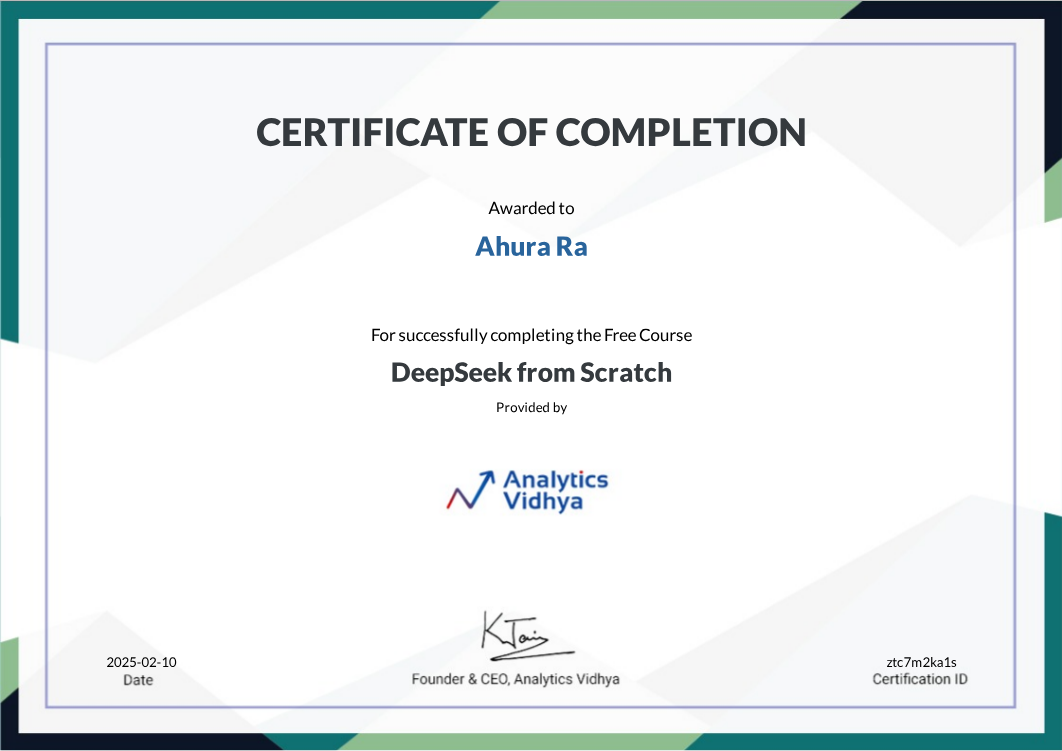 CERTIFICATE OF COMPLETION
Awarded to
Ahura Ra
For successfully completing the Free Course
DeepSeek from Scratch
Provided by
Analytics
Vidhya
K Jain
2025-02-10
Date
Founder & CEO, Analytics Vidhya
ztc7m2ka1s
Certification ID